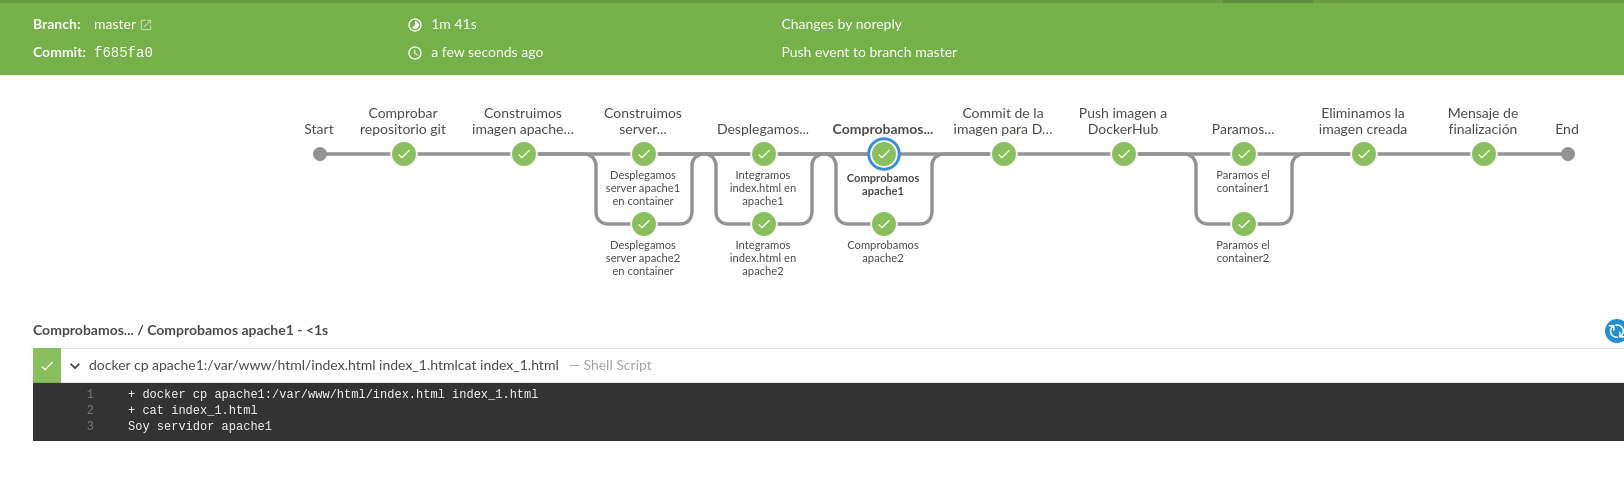 Branch: master
1m 41s
Changes by noreply
Commit: f685fa0
a few seconds ago
Push event to branch master
Start
Comprobar
repositorio git
Construimos
imagen apache...
Construimos
server...
Desplegamos...
Comprobamos...
Commit de la
imagen para D...
Push imagen a
DockerHub
Paramos...
Eliminamos la
imagen creada
Mensaje de
finalización
End
Desplegamos
server apache1
en container
Integramos
index.html en
apache1
Comprobamos
apache1
Paramos el
container1
Desplegamos
server apache2
en container
Integramos
index.html en
apache2
Comprobamos
apache2
Paramos el
container2
Comprobamos... / Comprobamos apache1 - <1s
docker cp apache1:/var/www/html/index.html index_1.htmlcat index_1.html — Shell Script
1 + docker cp apache1:/var/www/html/index.html index_1.html
2 + cat index_1.html
3 Soy servidor apache1